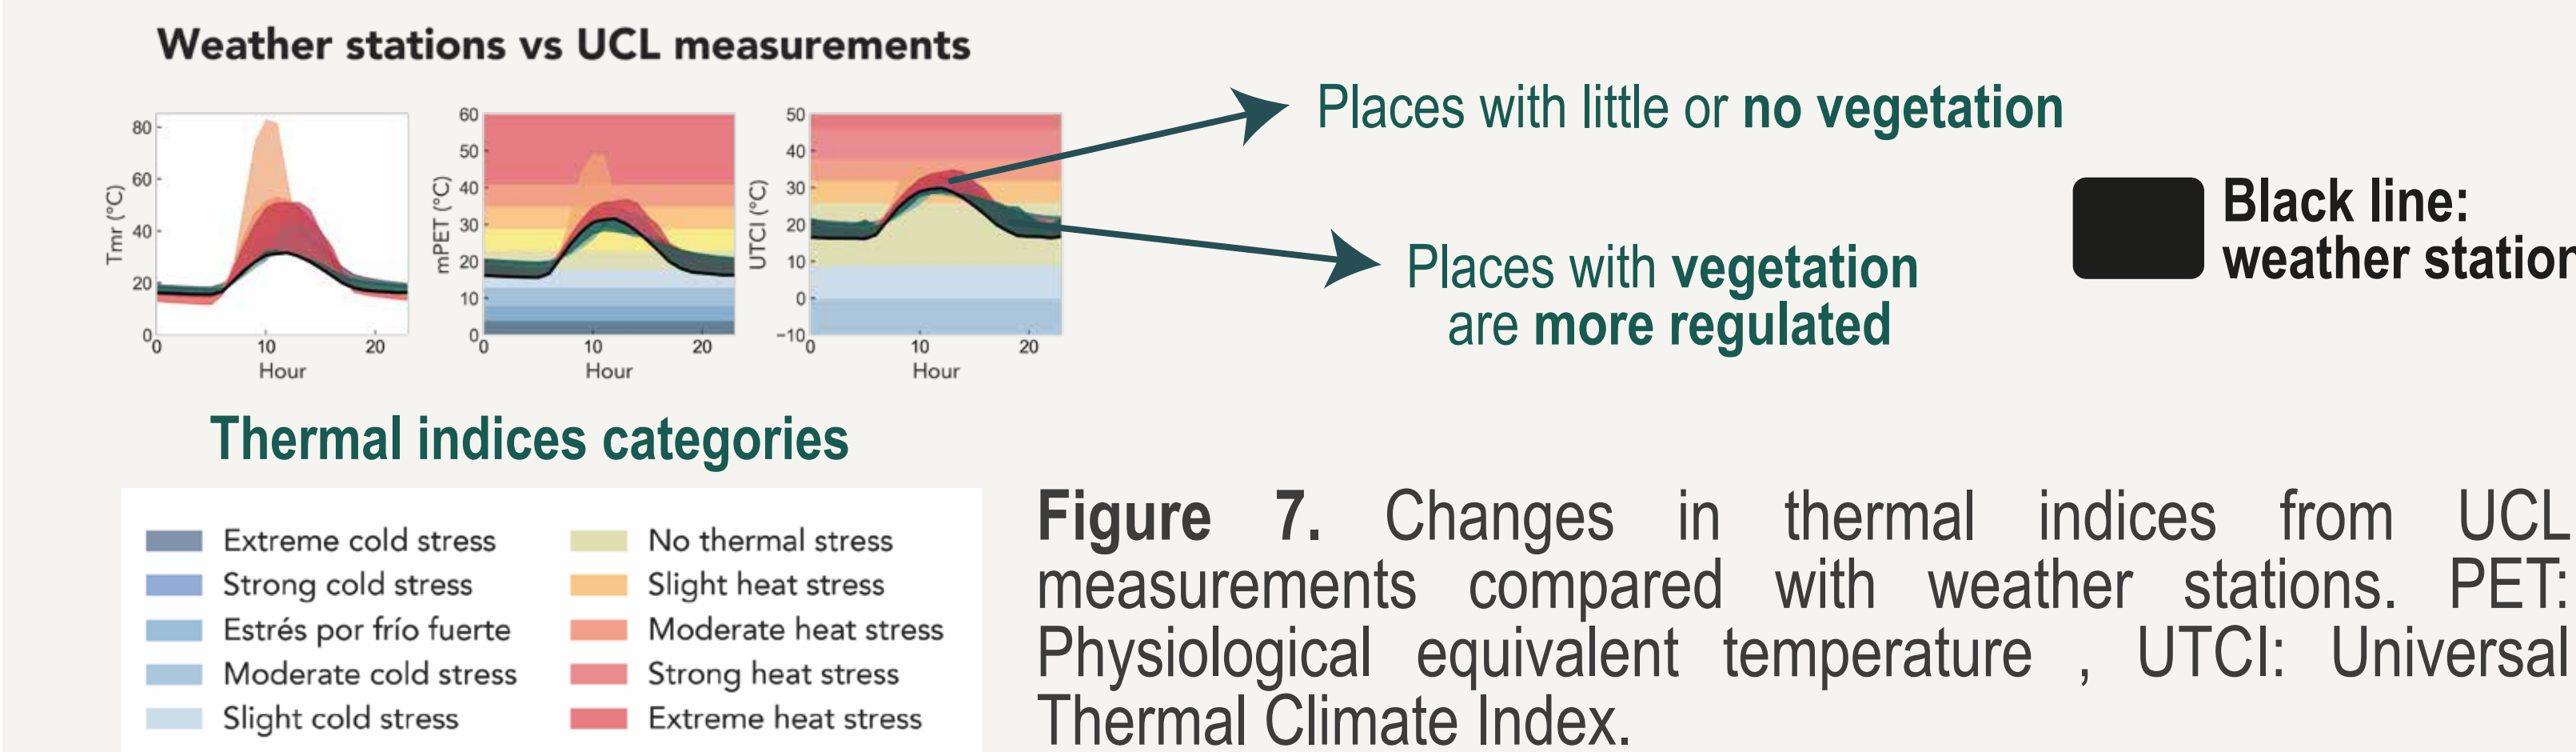 Weather stations vs UCL measurements
80
60
40
20
0
0
10
20
Tmr (°C)
Hour
60
50
40
30
20
10
0
0
10
20
mPET (°C)
Hour
50
40
30
20
10
0
−10
0
10
20
UTCI (°C)
Hour
Places with little or no vegetation
Places with vegetation
are more regulated
Black line:
weather station
Thermal indices categories
Extreme cold stress
Strong cold stress
Estrés por frío fuerte
Moderate cold stress
Slight cold stress
No thermal stress
Slight heat stress
Moderate heat stress
Strong heat stress
Extreme heat stress
Figure 7. Changes in thermal indices from UCL
measurements compared with weather stations. PET:
Physiological equivalent temperature , UTCI: Universal
Thermal Climate Index.